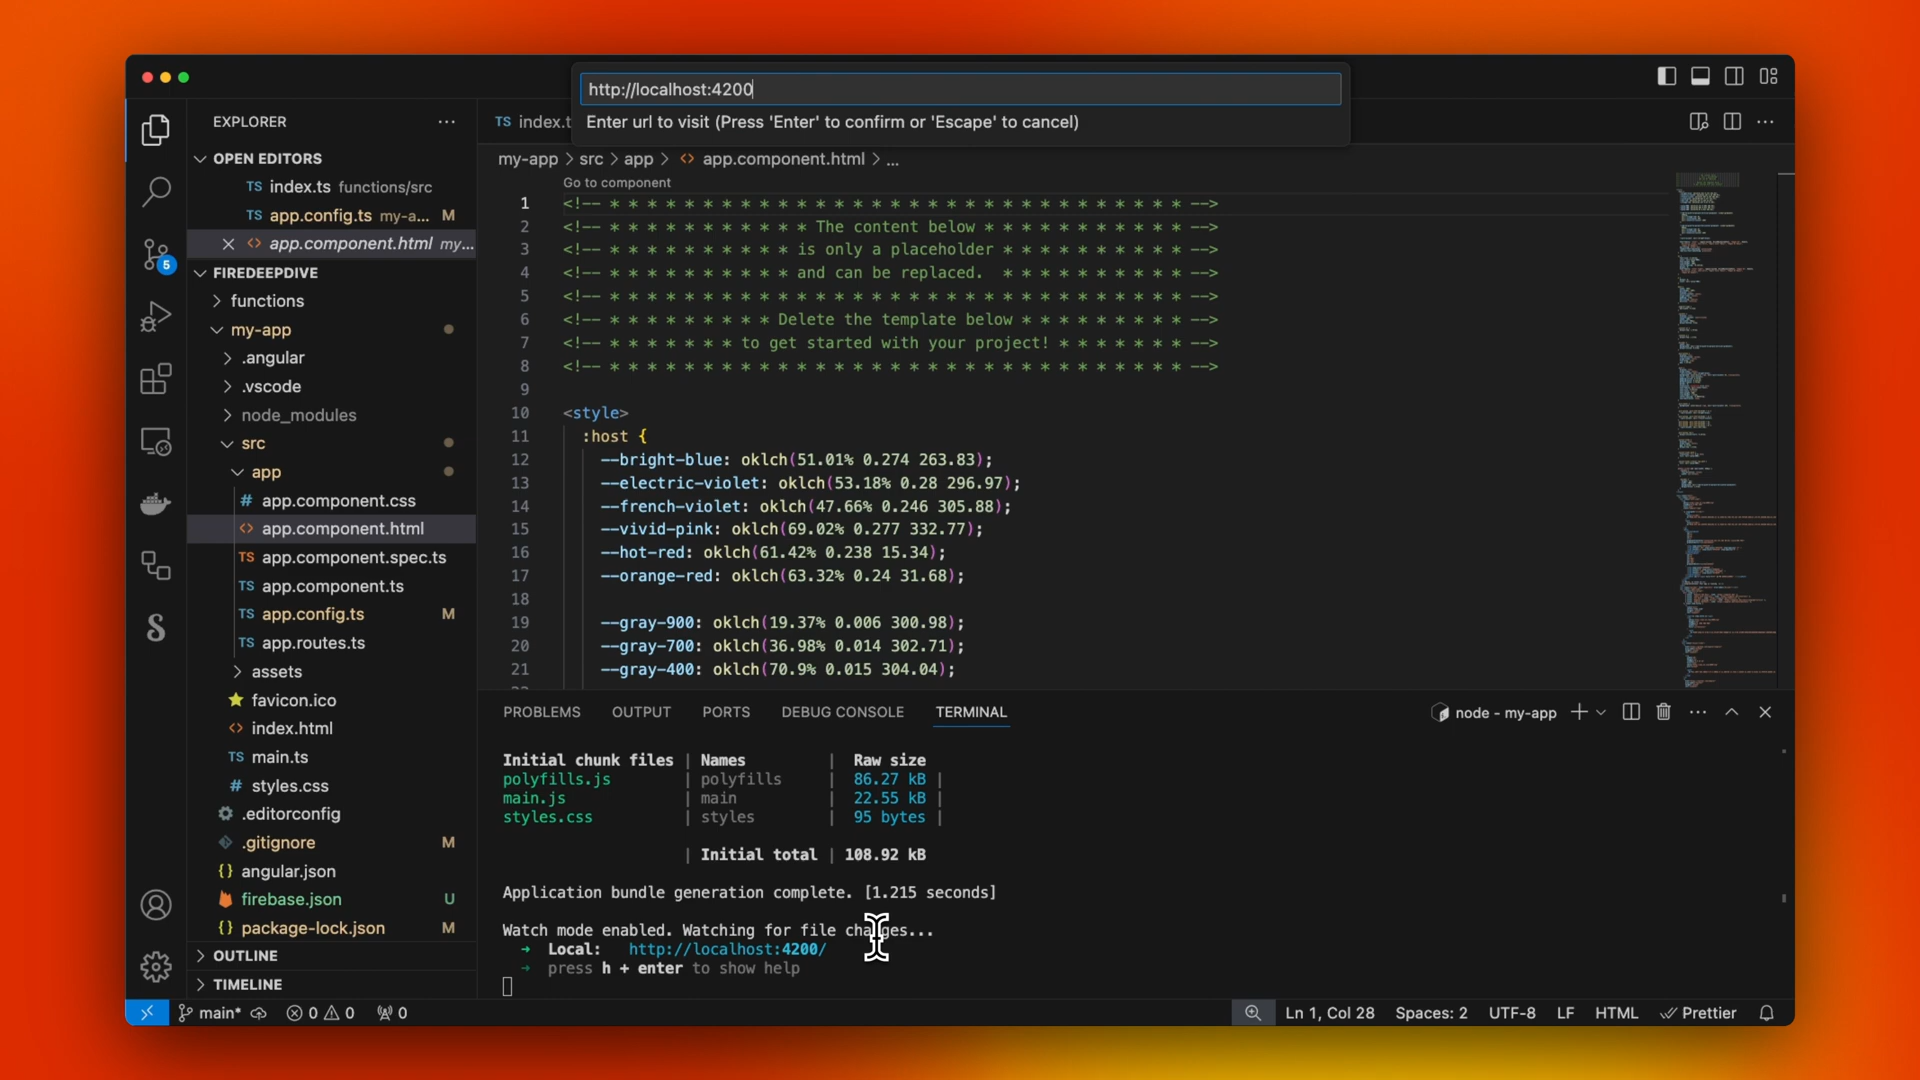 http://localhost:4200
Enter url to visit (Press 'Enter' to confirm or 'Escape' to cancel)
EXPLORER
OPEN EDITORS
TS index.ts functions/src
TS app.config.ts my-a... M
<> app.component.html my...
FIREDEEPDIVE
functions
my-app
.angular
.vscode
node_modules
src
app
# app.component.css
<> app.component.html
TS app.component.spec.ts
TS app.component.ts
TS app.config.ts M
TS app.routes.ts
assets
favicon.ico
<> index.html
TS main.ts
# styles.css
.editorconfig
.gitignore M
{} angular.json
firebase.json U
{} package-lock.json M
OUTLINE
TIMELINE
5
TS index.t
my-app > src > app > <> app.component.html > ...
Go to component
1 <!-- * * * * * * * * * * * * * * * * * * * * * * * * * * * * * * * -->
2 <!-- * * * * * * * * * * * The content below * * * * * * * * * * * -->
3 <!-- * * * * * * * * * * is only a placeholder * * * * * * * * * * -->
4 <!-- * * * * * * * * * * and can be replaced.  * * * * * * * * * * -->
5 <!-- * * * * * * * * * * * * * * * * * * * * * * * * * * * * * * * -->
6 <!-- * * * * * * * * * Delete the template below * * * * * * * * * -->
7 <!-- * * * * * * * to get started with your project! * * * * * * * -->
8 <!-- * * * * * * * * * * * * * * * * * * * * * * * * * * * * * * * -->
9
10 <style>
11 :host {
12 --bright-blue: oklch(51.01% 0.274 263.83);
13 --electric-violet: oklch(53.18% 0.28 296.97);
14 --french-violet: oklch(47.66% 0.246 305.88);
15 --vivid-pink: oklch(69.02% 0.277 332.77);
16 --hot-red: oklch(61.42% 0.238 15.34);
17 --orange-red: oklch(63.32% 0.24 31.68);
18
19 --gray-900: oklch(19.37% 0.006 300.98);
20 --gray-700: oklch(36.98% 0.014 302.71);
21 --gray-400: oklch(70.9% 0.015 304.04);
PROBLEMS OUTPUT PORTS DEBUG CONSOLE TERMINAL
node - my-app
Initial chunk files | Names | Raw size
polyfills.js | polyfills | 86.27 kB |
main.js | main | 22.55 kB |
styles.css | styles | 95 bytes |
| Initial total | 108.92 kB
Application bundle generation complete. [1.215 seconds]
Watch mode enabled. Watching for file changes...
➜ Local: http://localhost:4200/
➜ press h + enter to show help
main* 0 0 0
Ln 1, Col 28 Spaces: 2 UTF-8 LF HTML Prettier